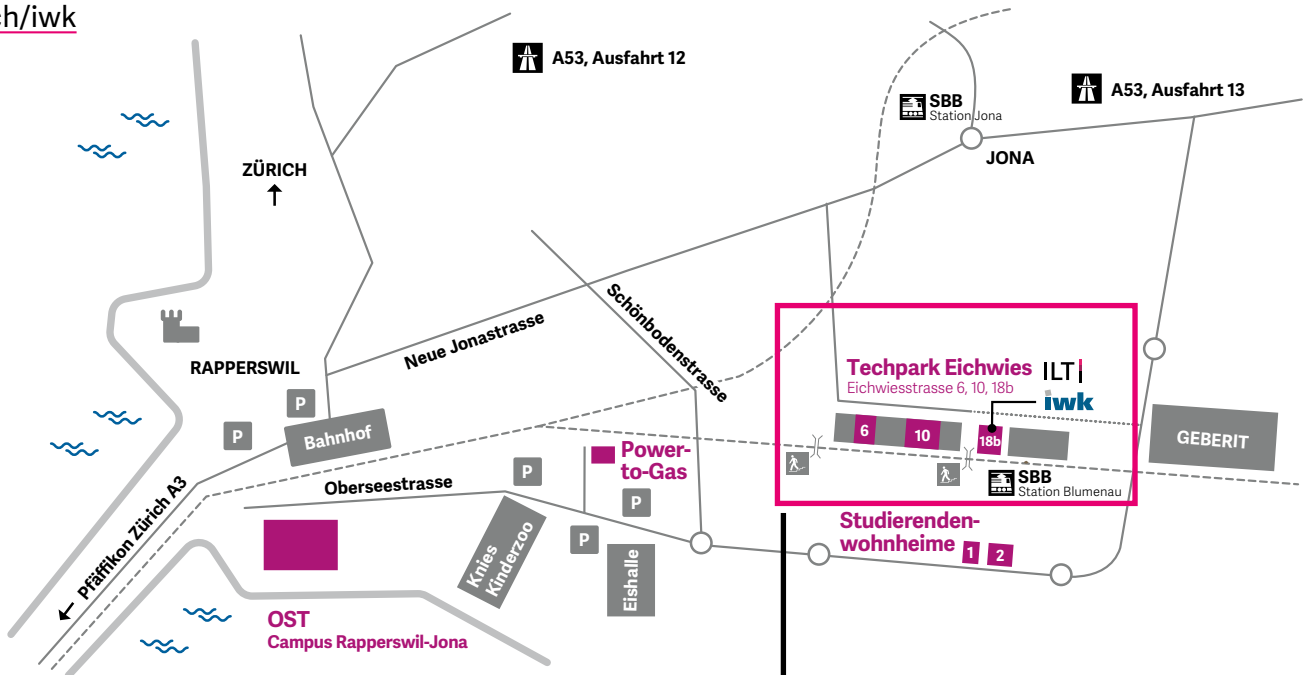 ch/iwk
A53, Ausfahrt 12
SBB
Station Jona
A53, Ausfahrt 13
JONA
ZÜRICH
Schönbodenstrasse
Neue Jonastrasse
RAPPERSWIL
Techpark Eichwies
ILTI
Eichwiesstrasse 6, 10, 18b
iwk
P
P
Bahnhof
6
10
18b
GEBERIT
Power-
to-Gas
P
SBB
Station Blumenau
Oberseestrasse
P
Pfäffikon Zürich A3
Studierenden-
wohnheime
1
2
P
Knies
Kinderzoo
Eishalle
OST
Campus Rapperswil-Jona